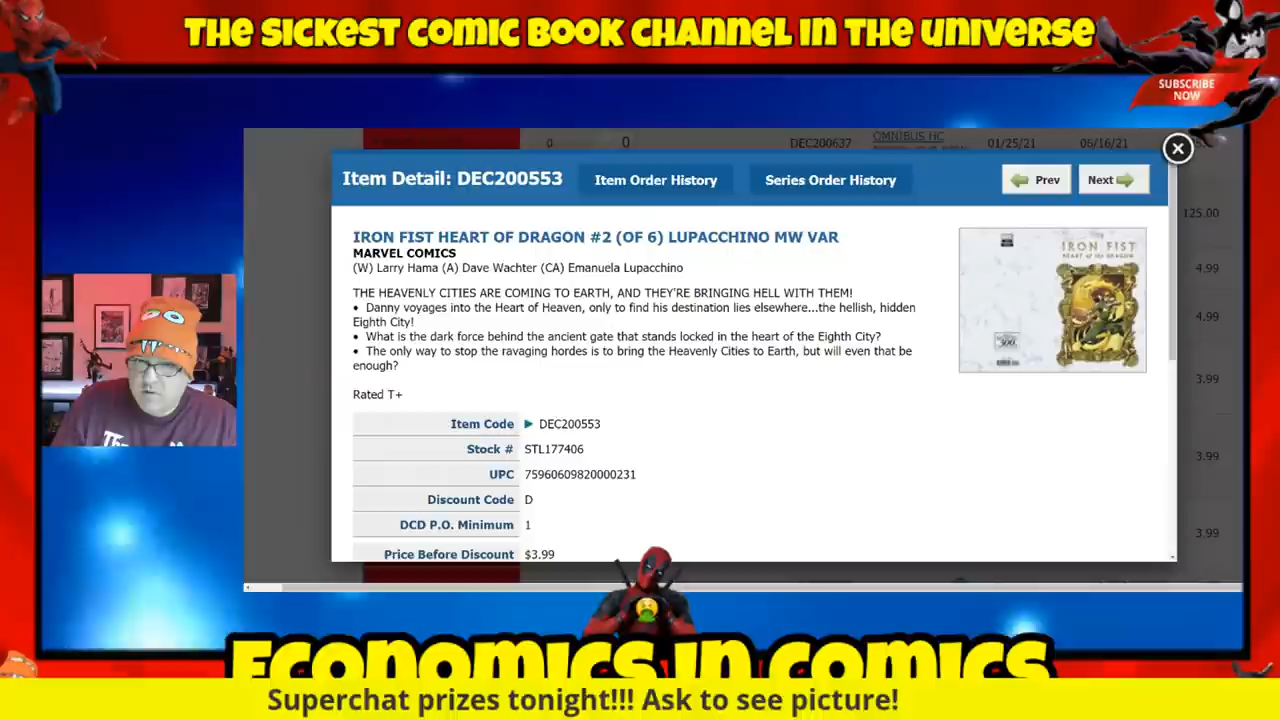 THE SICKEST COMIC BOOK CHANNEL IN THE UNIVERSE
SUBSCRIBE
NOW
0 0 DEC200637 OMNIBUS HC 01/25/21 06/16/21
Item Detail: DEC200553 Item Order History Series Order History Prev Next
125.00
4.99
4.99
3.99
3.99
3.99
IRON FIST HEART OF DRAGON #2 (OF 6) LUPACCHINO MW VAR
MARVEL COMICS
(W) Larry Hama (A) Dave Wachter (CA) Emanuela Lupacchino
THE HEAVENLY CITIES ARE COMING TO EARTH, AND THEY'RE BRINGING HELL WITH THEM!
• Danny voyages into the Heart of Heaven, only to find his destination lies elsewhere...the hellish, hidden
Eighth City!
• What is the dark force behind the ancient gate that stands locked in the heart of the Eighth City?
• The only way to stop the ravaging hordes is to bring the Heavenly Cities to Earth, but will even that be
enough?
Rated T+
IRON FIST
HEART of the DRAGON
Item Code DEC200553
Stock # STL177406
UPC 75960609820000231
Discount Code D
DCD P.O. Minimum 1
Price Before Discount $3.99
ECONOMICS IN COMICS
Superchat prizes tonight!!! Ask to see picture!